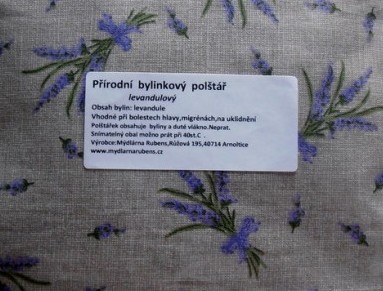 Přírodní bylinkový polštář
levandulový
Obsah bylin: levandule
Vhodné při bolestech hlavy,migrénách,na uklidnění
Polštářek obsahuje byliny a duté vlákno.Neprat.
Snímatelný obal možno prát při 40st.C .
Výrobce:Mýdlárna Rubens,Růžová 195,40714 Arnoltice
www.mydlarnarubens.cz